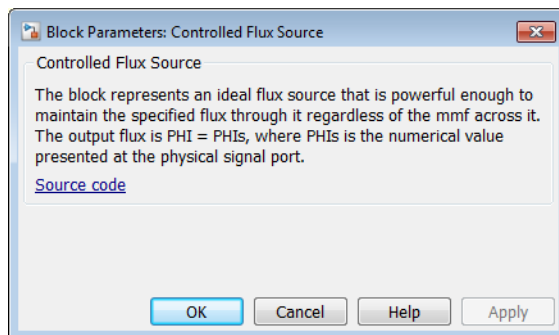 Block Parameters: Controlled Flux Source
Controlled Flux Source
The block represents an ideal flux source that is powerful enough to
maintain the specified flux through it regardless of the mmf across it.
The output flux is PHI = PHIs, where PHIs is the numerical value
presented at the physical signal port.
Source code
OK Cancel Help Apply